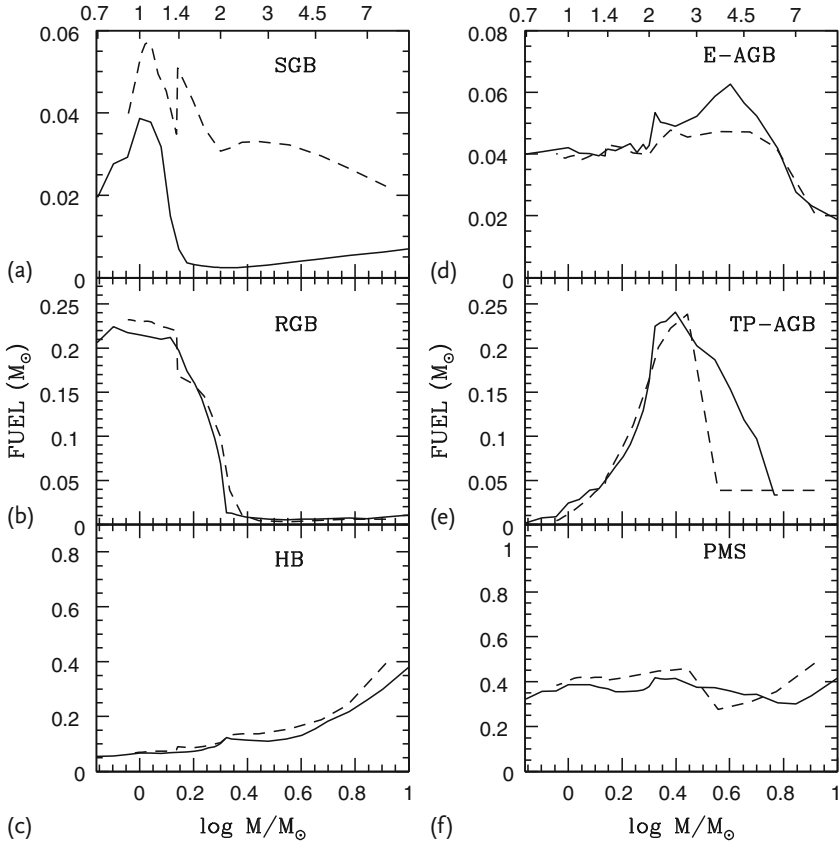 0.7 1 1.4 2 3 4.5 7
0.06
0.04
0.02
0
SGB
(a)
0.25
0.2
0.15
0.1
0.05
0
RGB
FUEL (M⊙)
(b)
0.8
0.6
0.4
0.2
0
HB
(c)
0 0.2 0.4 0.6 0.8 1
log M/M⊙
0.7 1 1.4 2 3 4.5 7
0.08
0.06
0.04
0.02
0
E-AGB
(d)
0.25
0.2
0.15
0.1
0.05
0
TP-AGB
FUEL (M⊙)
(e)
1
0.8
0.6
0.4
0.2
0
PMS
(f)
0 0.2 0.4 0.6 0.8 1
log M/M⊙